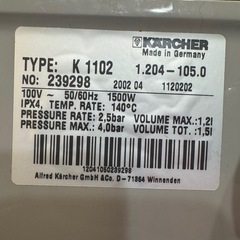 KÄRCHER
Made in Germany
TYPE: K 1102 1.204-105.0
NO: 239298 2002 04 1120202
100V ~ 50/60Hz 1500W
IPX4, TEMP. RATE: 140°C
PRESSURE RATE: 2,5bar VOLUME MAX.: 1,2l
PRESSURE MAX.: 4,0bar VOLUME TOT.: 1,5l
12041050239298
Alfred Kärcher GmbH &Co. D - 71364 Winnenden